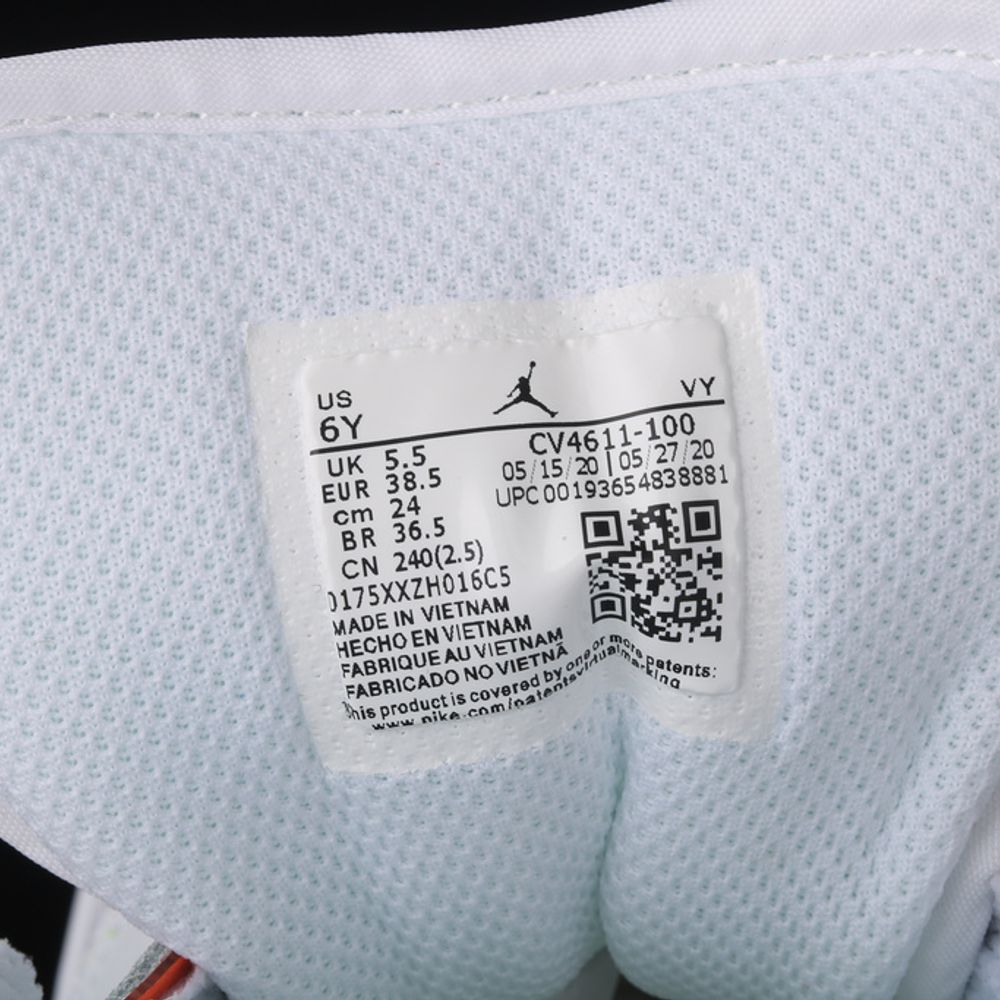 US VY
6Y
CV4611-100
UK 5.5
05/15/20 | 05/27/20
EUR 38.5
UPC 00193654838881
cm 24
BR 36.5
CN 240(2.5)
0175XXZH016C5
MADE IN VIETNAM
HECHO EN VIETNAM
FABRIQUE AU VIETNAM
FABRICADO NO VIETNÃ
This product is covered by one or more patents:
www.nike.com/patentsvirtualmarking